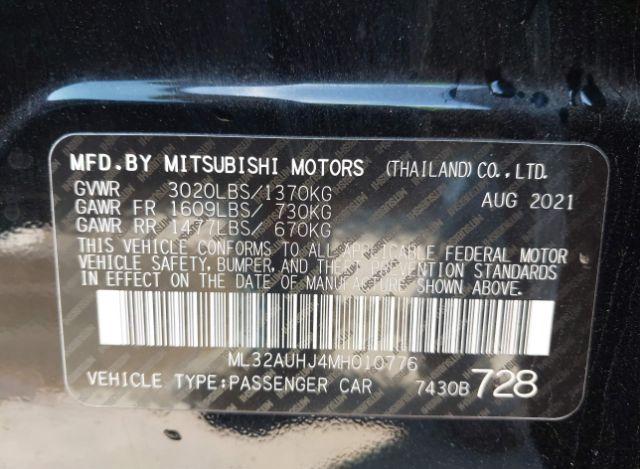 MFD.BY MITSUBISHI MOTORS (THAILAND)CO.,LTD.
GVWR 3020LBS/1370KG AUG 2021
GAWR FR 1609LBS/ 730KG
GAWR RR 1477LBS/ 670KG
THIS VEHICLE CONFORMS TO ALL APPLICABLE FEDERAL MOTOR
VEHICLE SAFETY, BUMPER, AND THEFT PREVENTION STANDARDS
IN EFFECT ON THE DATE OF MANUFACTURE SHOWN ABOVE.
ML32AUHJ4MH010776
VEHICLE TYPE:PASSENGER CAR 7430B 728